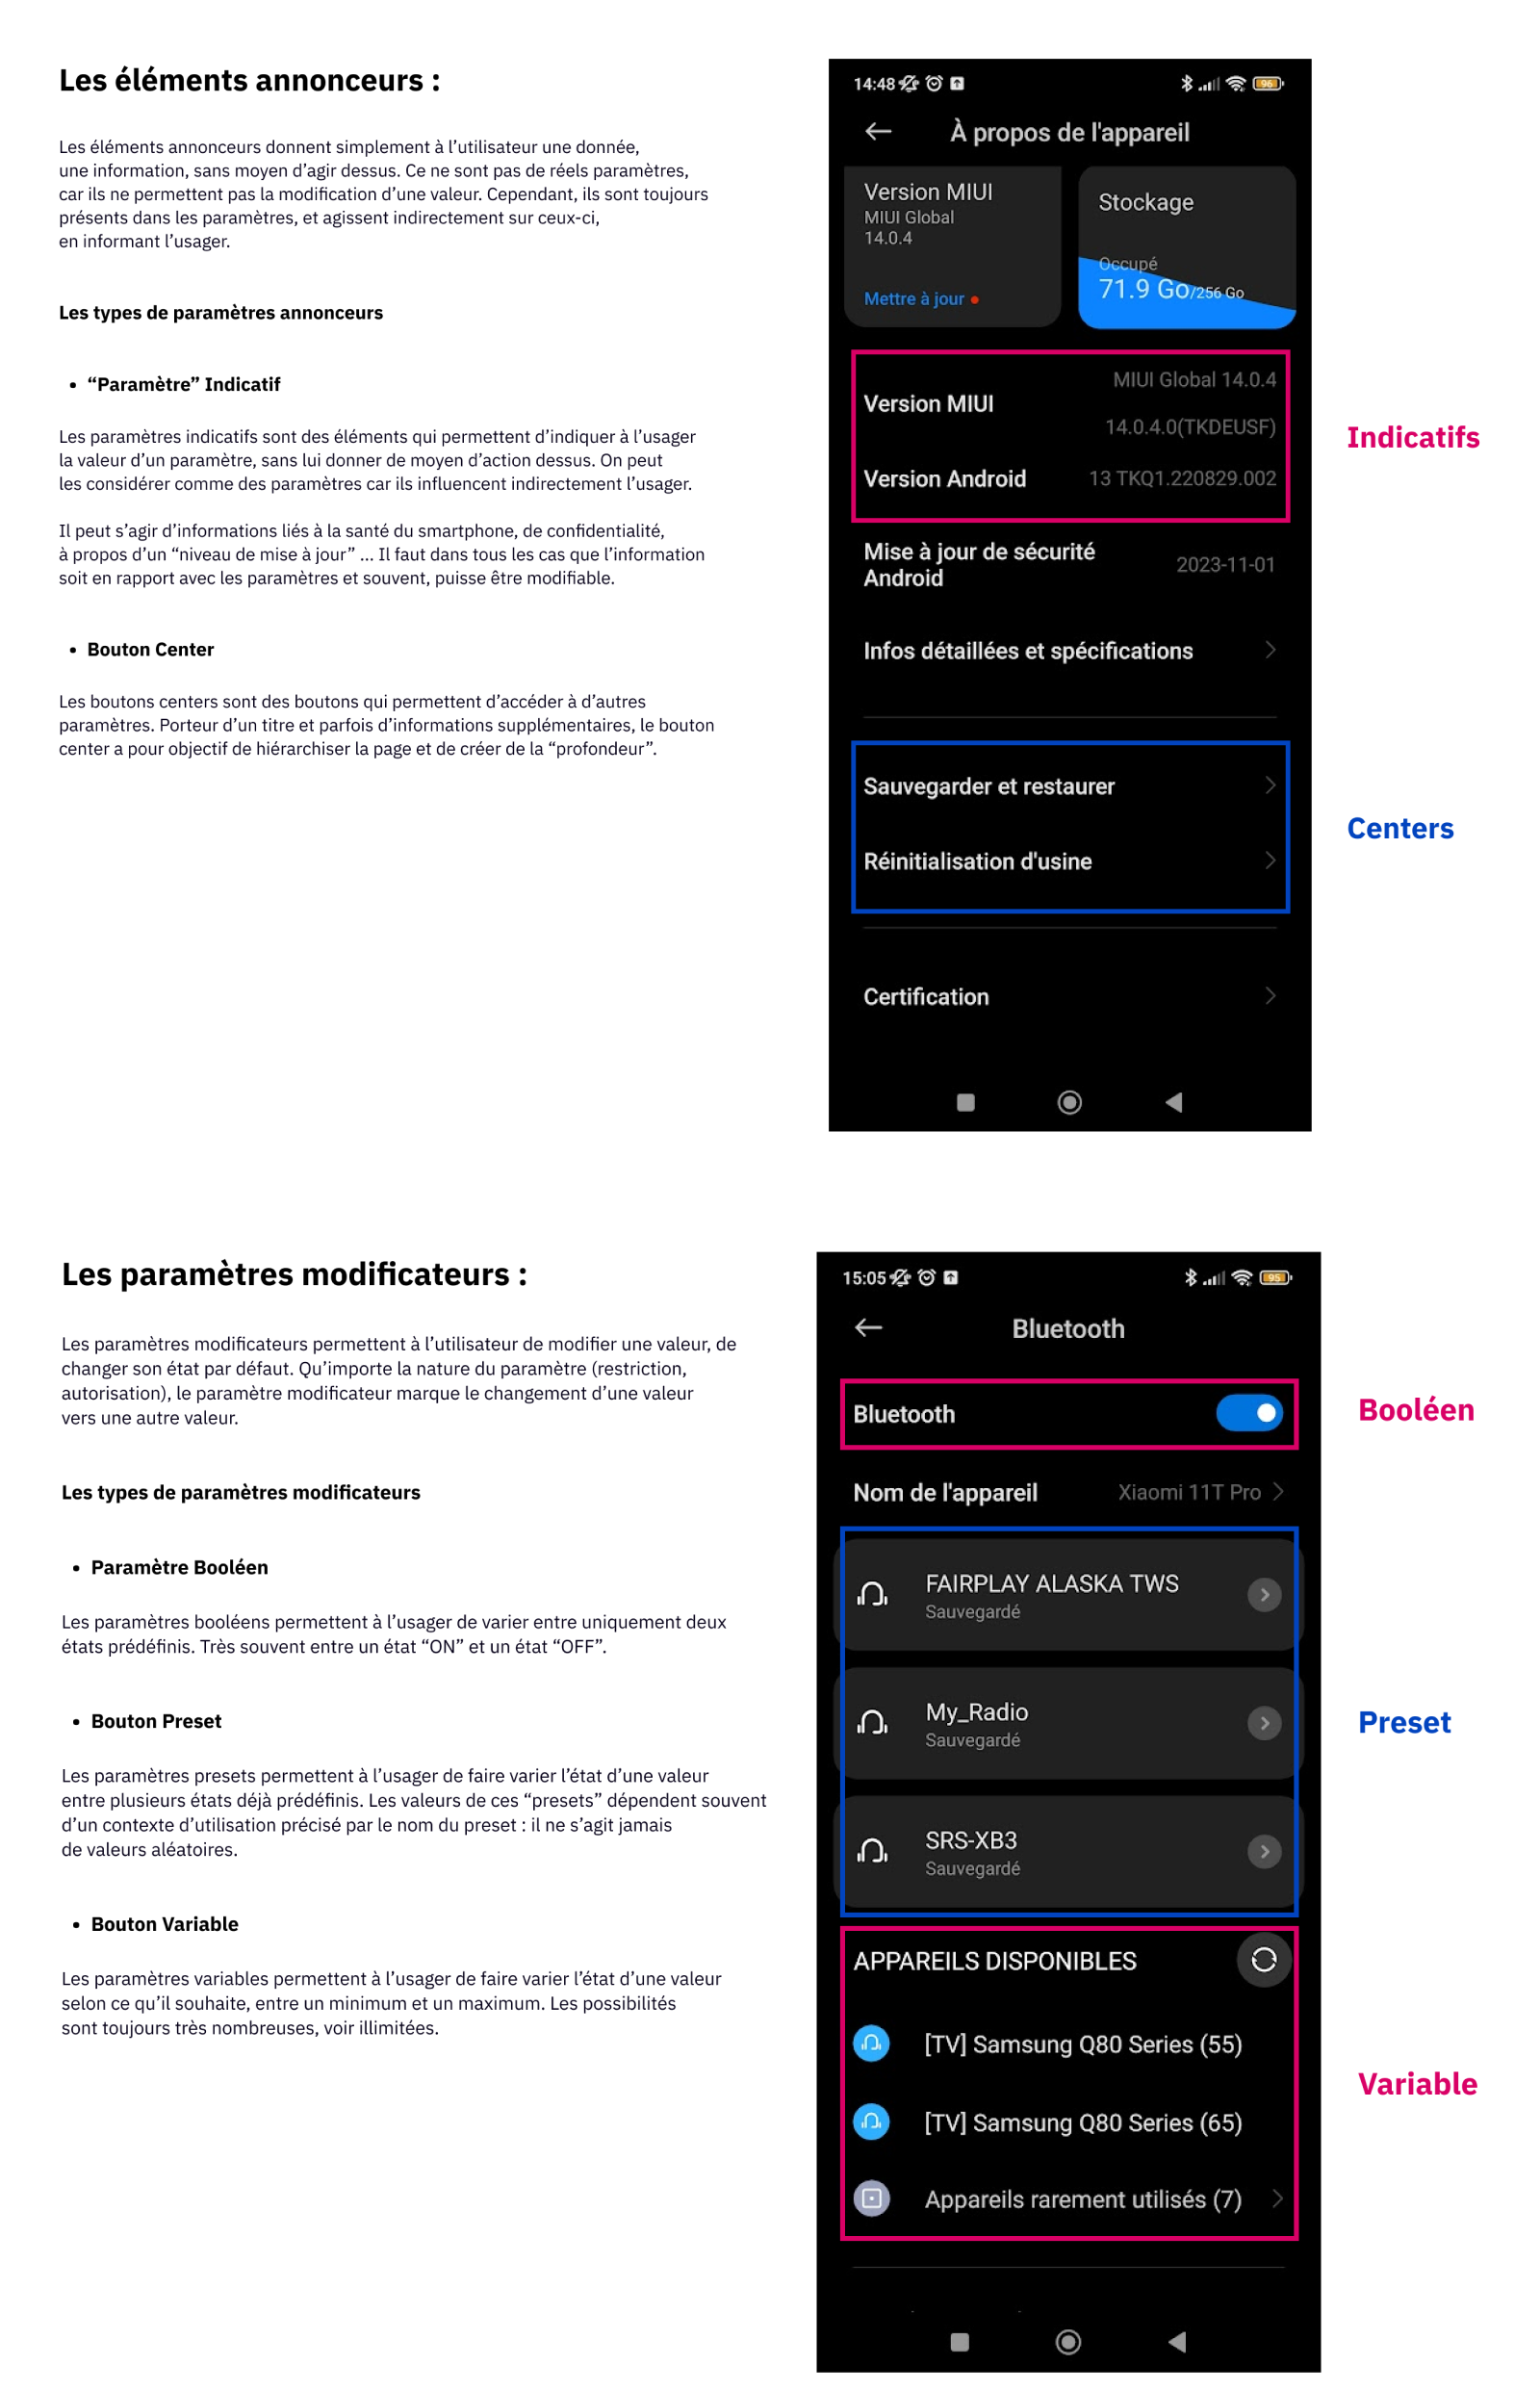 Les éléments annonceurs :
Les éléments annonceurs donnent simplement à l’utilisateur une donnée,
une information, sans moyen d’agir dessus. Ce ne sont pas de réels paramètres,
car ils ne permettent pas la modification d’une valeur. Cependant, ils sont toujours
présents dans les paramètres, et agissent indirectement sur ceux-ci,
en informant l’usager.
Les types de paramètres annonceurs
• “Paramètre” Indicatif
Les paramètres indicatifs sont des éléments qui permettent d’indiquer à l’usager
la valeur d’un paramètre, sans lui donner de moyen d’action dessus. On peut
les considérer comme des paramètres car ils influencent indirectement l’usager.
Il peut s’agir d’informations liés à la santé du smartphone, de confidentialité,
à propos d’un “niveau de mise à jour” ... Il faut dans tous les cas que l’information
soit en rapport avec les paramètres et souvent, puisse être modifiable.
• Bouton Center
Les boutons centers sont des boutons qui permettent d’accéder à d’autres
paramètres. Porteur d’un titre et parfois d’informations supplémentaires, le bouton
center a pour objectif de hiérarchiser la page et de créer de la “profondeur”.
14:48
96
À propos de l'appareil
Version MIUI
MIUI Global
14.0.4
Mettre à jour
Stockage
Occupé
71.9 Go/256 Go
Version MIUI
MIUI Global 14.0.4
14.0.4.0(TKDEUSF)
Version Android
13 TKQ1.220829.002
Mise à jour de sécurité
Android
2023-11-01
Infos détaillées et spécifications
Sauvegarder et restaurer
Réinitialisation d'usine
Certification
Indicatifs
Centers
Les paramètres modificateurs :
Les paramètres modificateurs permettent à l’utilisateur de modifier une valeur, de
changer son état par défaut. Qu’importe la nature du paramètre (restriction,
autorisation), le paramètre modificateur marque le changement d’une valeur
vers une autre valeur.
Les types de paramètres modificateurs
• Paramètre Booléen
Les paramètres booléens permettent à l’usager de varier entre uniquement deux
états prédéfinis. Très souvent entre un état “ON” et un état “OFF”.
• Bouton Preset
Les paramètres presets permettent à l’usager de faire varier l’état d’une valeur
entre plusieurs états déjà prédéfinis. Les valeurs de ces “presets” dépendent souvent
d’un contexte d’utilisation précisé par le nom du preset : il ne s’agit jamais
de valeurs aléatoires.
• Bouton Variable
Les paramètres variables permettent à l’usager de faire varier l’état d’une valeur
selon ce qu’il souhaite, entre un minimum et un maximum. Les possibilités
sont toujours très nombreuses, voir illimitées.
15:05
95
Bluetooth
Bluetooth
Nom de l'appareil
Xiaomi 11T Pro
FAIRPLAY ALASKA TWS
Sauvegardé
My_Radio
Sauvegardé
SRS-XB3
Sauvegardé
APPAREILS DISPONIBLES
[TV] Samsung Q80 Series (55)
[TV] Samsung Q80 Series (65)
Appareils rarement utilisés (7)
Booléen
Preset
Variable